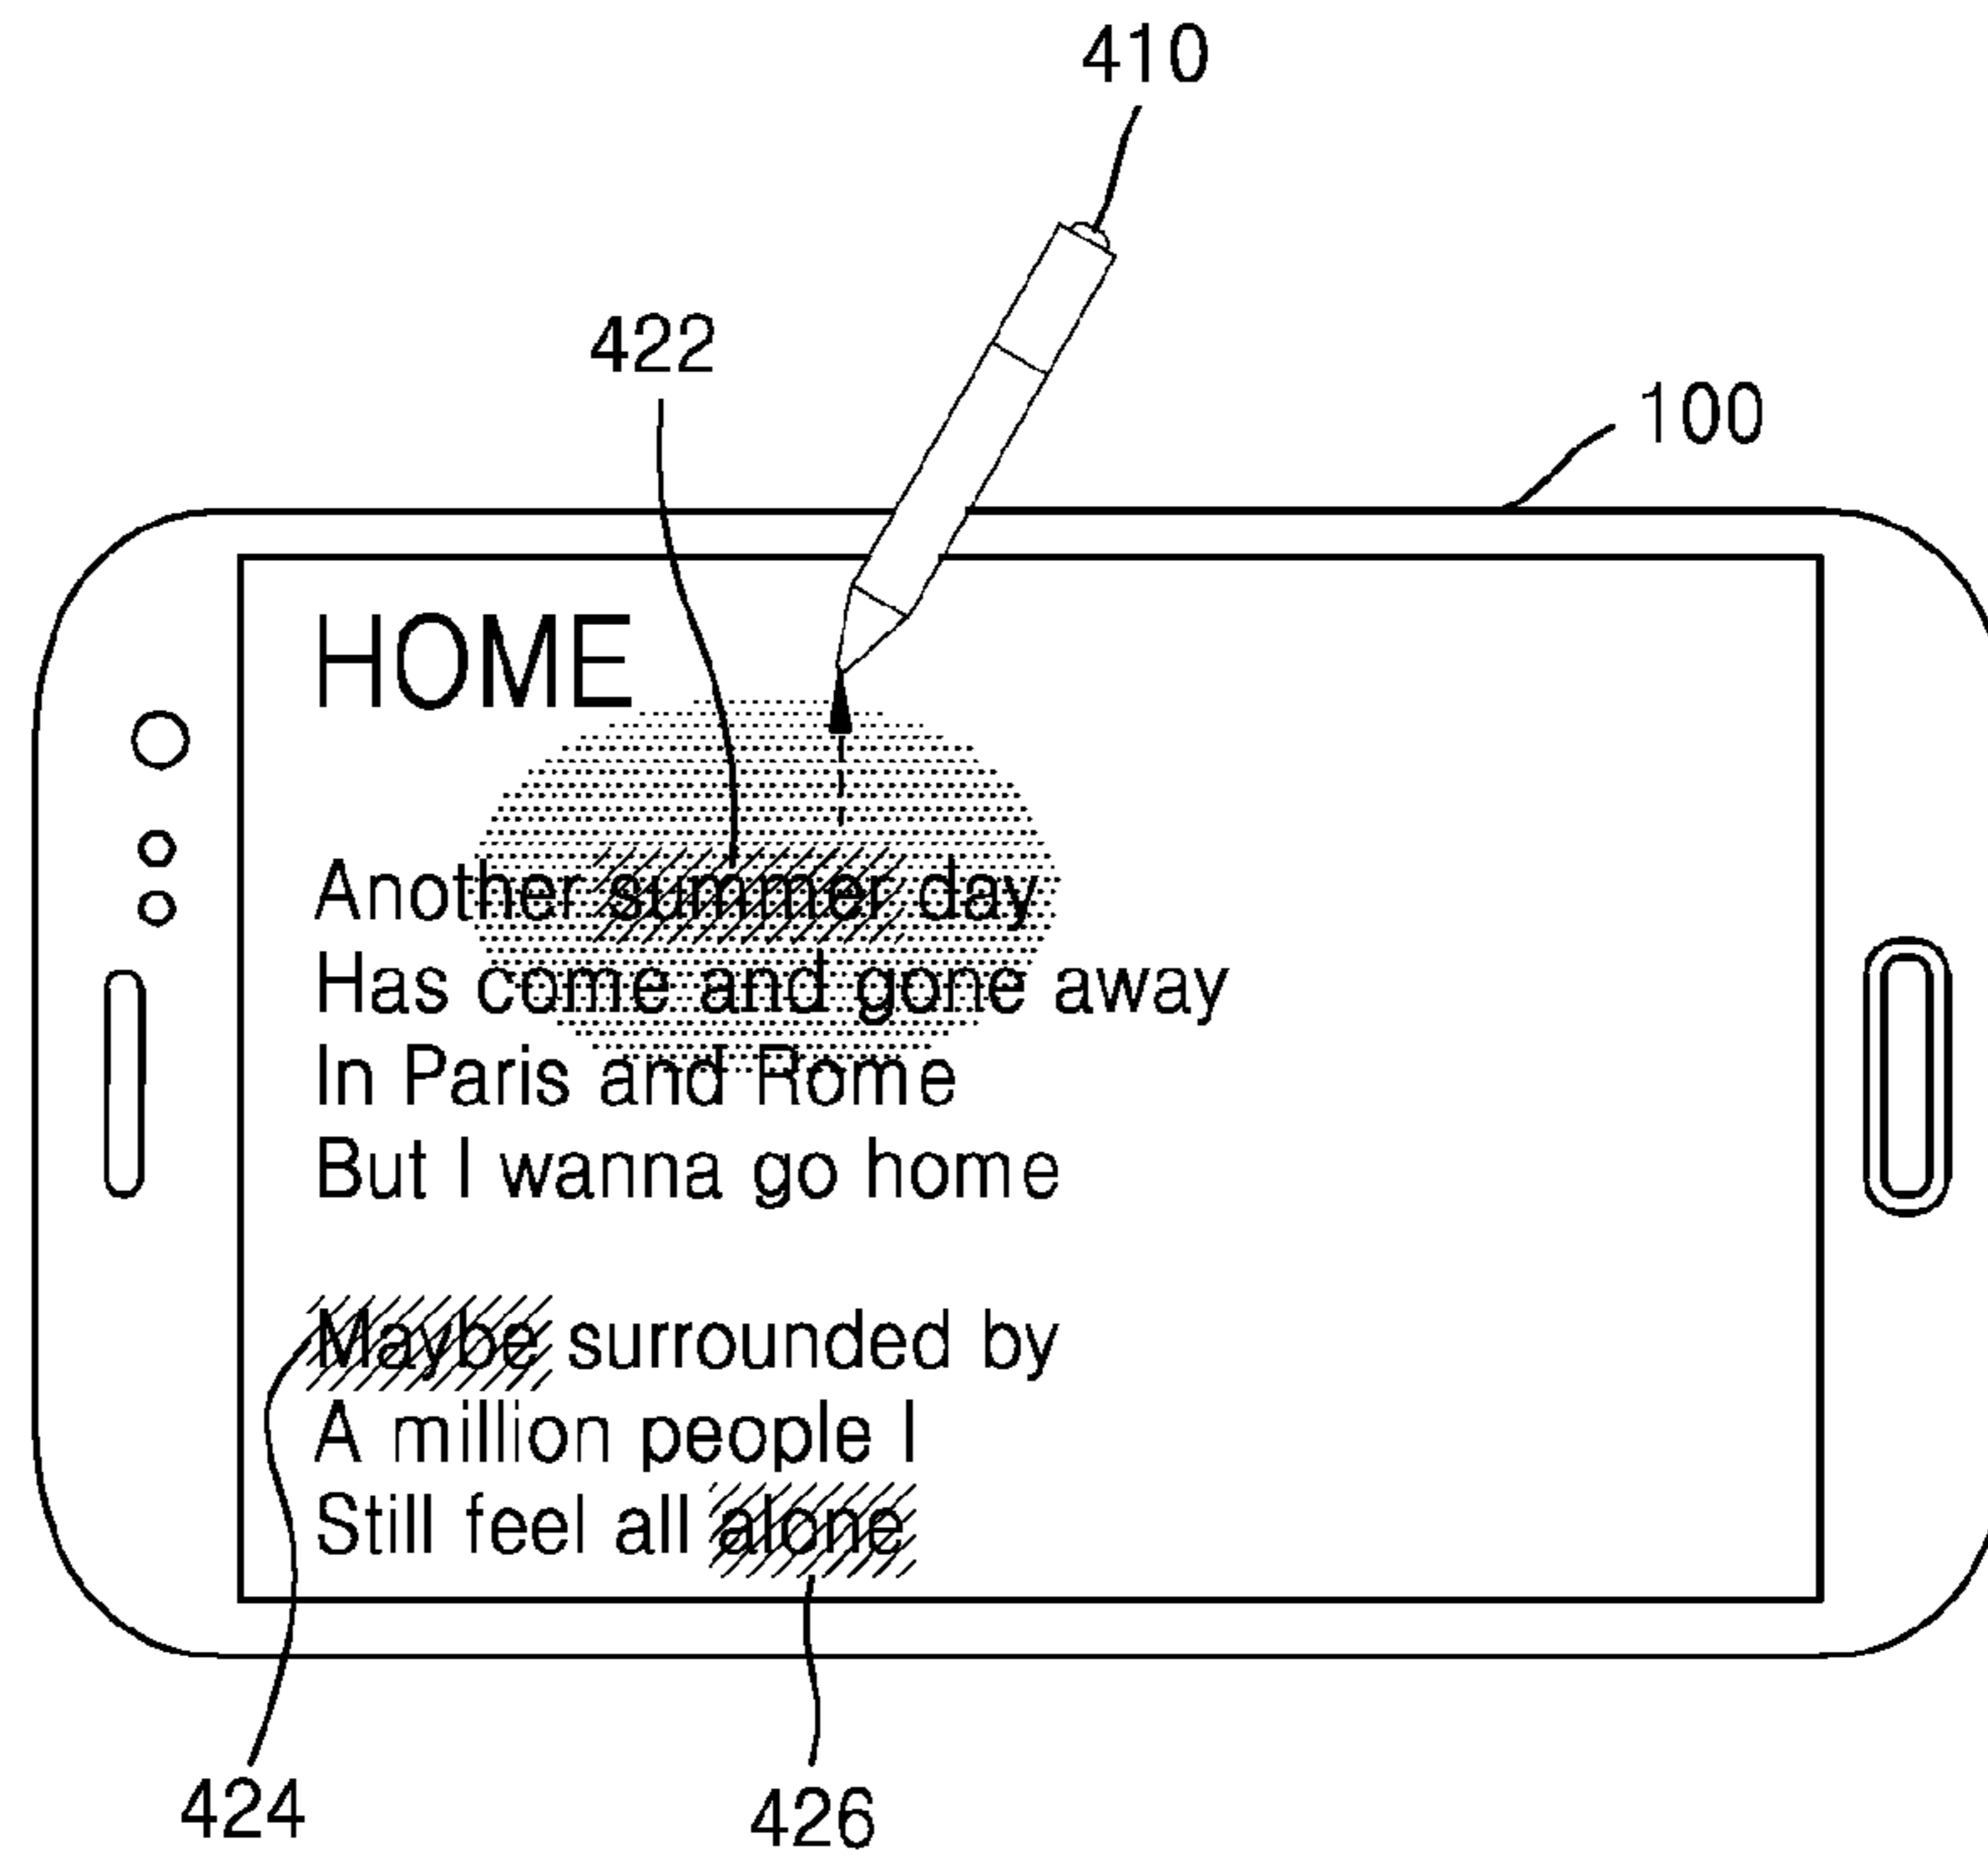 410
422
100
HOME
Another summer day
Has come and gone away
In Paris and Rome
But I wanna go home
Maybe surrounded by
A million people I
Still feel all alone
424
426